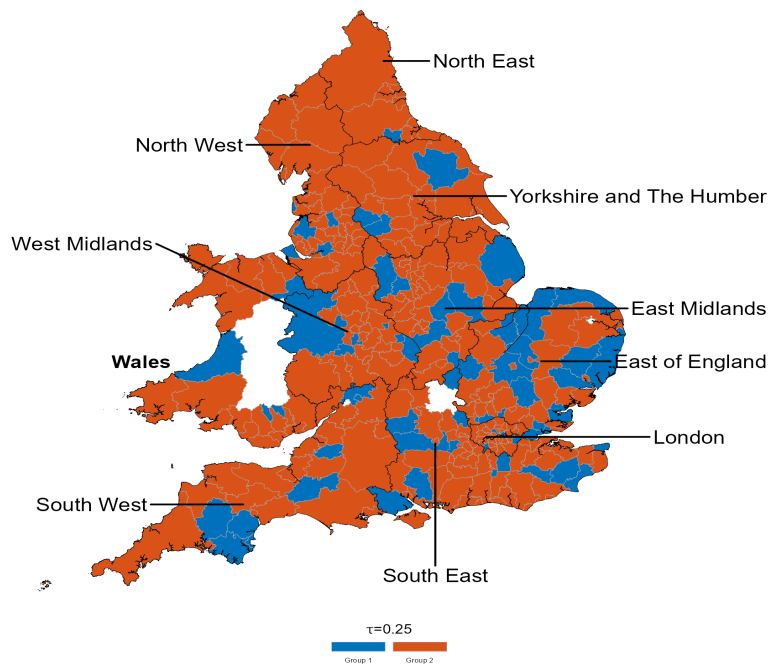 North East
North West
Yorkshire and The Humber
West Midlands
East Midlands
Wales
East of England
London
South West
South East
τ=0.25
Group 1
Group 2